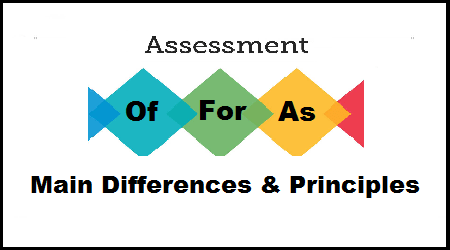 Assessment
Of For As
Main Differences & Principles